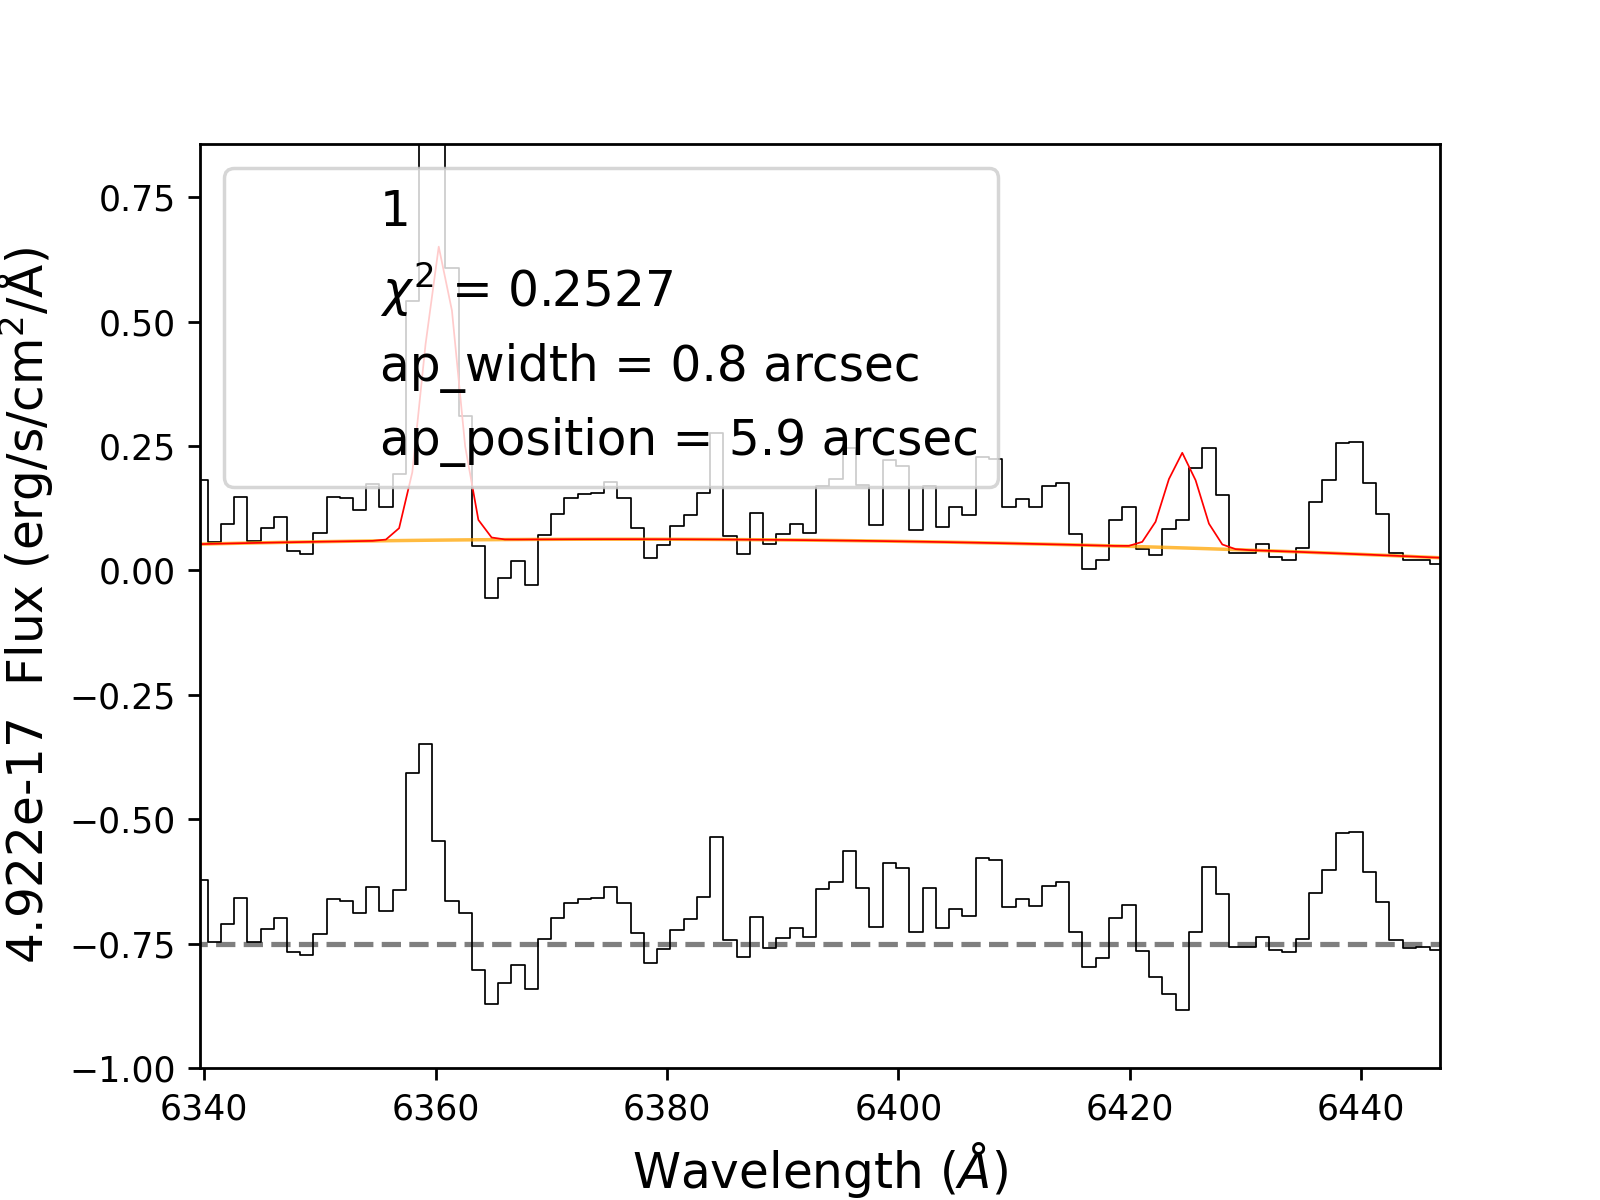 1
χ² = 0.2527
ap_width = 0.8 arcsec
ap_position = 5.9 arcsec
0.75
0.50
0.25
0.00
−0.25
−0.50
−0.75
−1.00
4.922e-17 Flux (erg/s/cm²/Å)
6340 6360 6380 6400 6420 6440
Wavelength (Å)